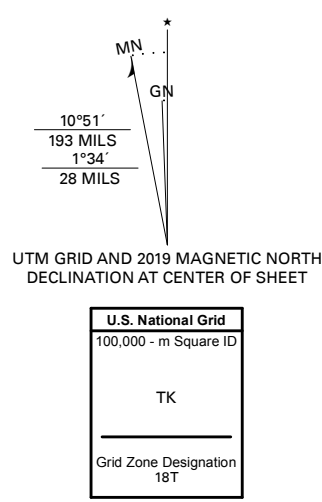 ★
MN
GN
10°51´
193 MILS
1°34´
28 MILS
UTM GRID AND 2019 MAGNETIC NORTH
DECLINATION AT CENTER OF SHEET
U.S. National Grid
100,000 - m Square ID
TK
Grid Zone Designation
18T